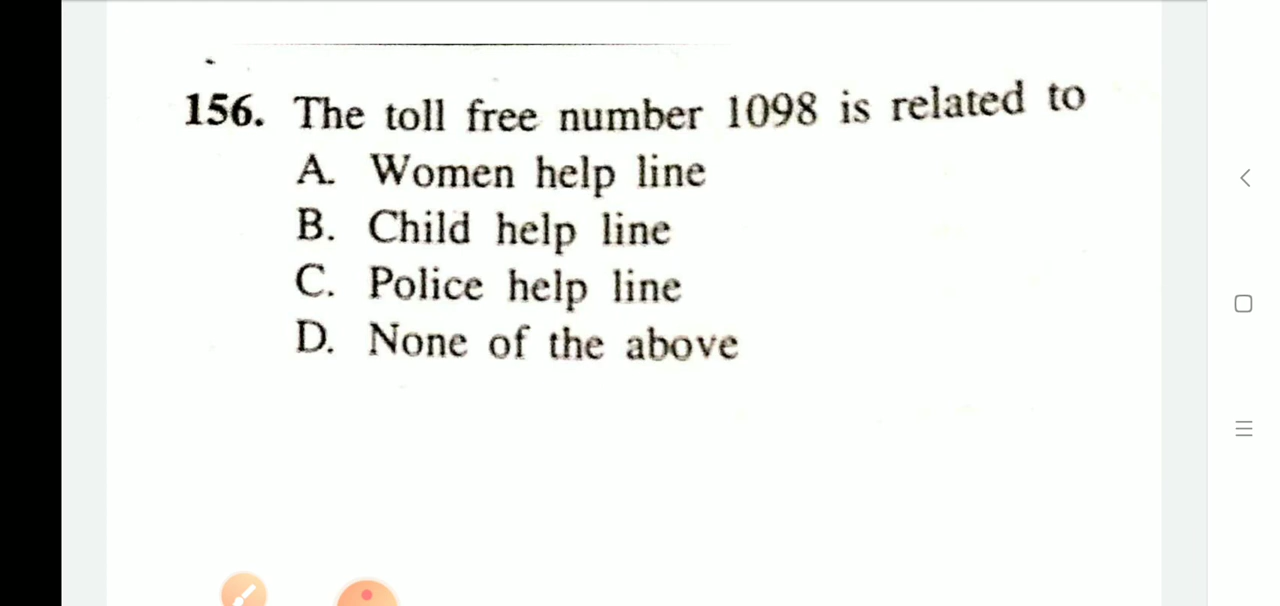 156. The toll free number 1098 is related to
A. Women help line
B. Child help line
C. Police help line
D. None of the above